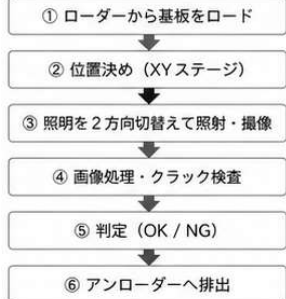 ① ローダーから基板をロード
② 位置決め（XYステージ）
③ 照明を2方向切替えて照射・撮像
④ 画像処理・クラック検査
⑤ 判定（OK / NG）
⑥ アンローダーへ排出